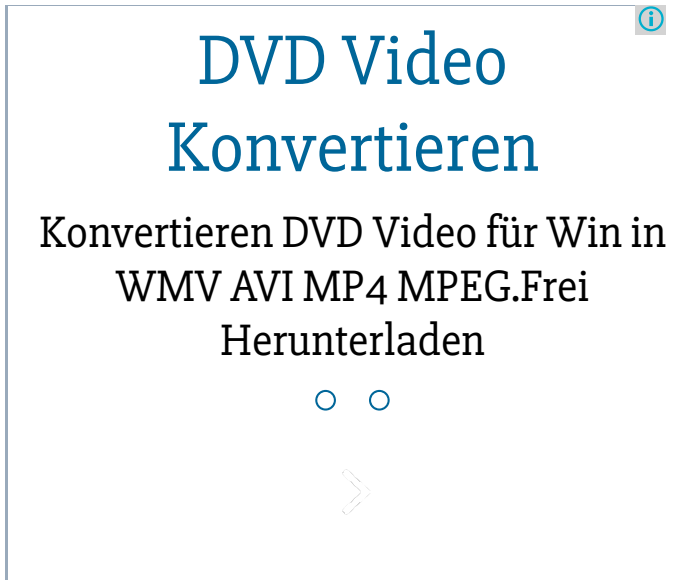 DVD Video
Konvertieren
Konvertieren DVD Video für Win in
WMV AVI MP4 MPEG.Frei
Herunterladen